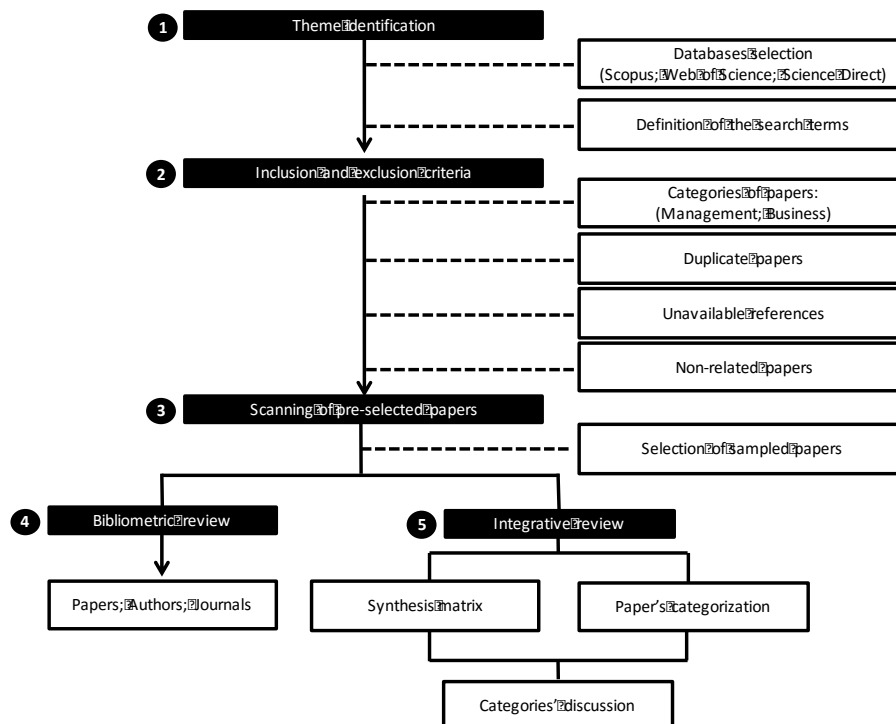 1 Theme identification
Databases selection
(Scopus; Web of Science; Science Direct)
Definition of the search terms
2 Inclusion and exclusion criteria
Categories of papers:
(Management; Business)
Duplicate papers
Unavailable references
Non-related papers
3 Scanning of pre-selected papers
Selection of sampled papers
4 Bibliometric review
5 Integrative review
Papers; Authors; Journals
Synthesis matrix
Paper's categorization
Categories' discussion